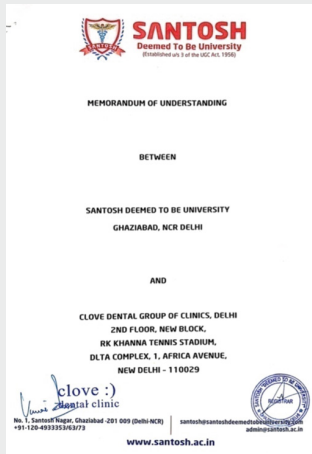 SANTOSH
Deemed To Be University
(Established u/s 3 of the UGC Act, 1956)
MEMORANDUM OF UNDERSTANDING
BETWEEN
SANTOSH DEEMED TO BE UNIVERSITY
GHAZIABAD, NCR DELHI
AND
CLOVE DENTAL GROUP OF CLINICS, DELHI
2ND FLOOR, NEW BLOCK,
RK KHANNA TENNIS STADIUM,
DLTA COMPLEX, 1, AFRICA AVENUE,
NEW DELHI - 110029
clove :)
dental clinic
REGISTRAR
No. 1, Santosh Nagar, Ghaziabad -201 009 (Delhi-NCR)
+91-120-4933353/63/73
santosh@santoshdeemedtobeuniversity.com
admin@santosh.ac.in
www.santosh.ac.in